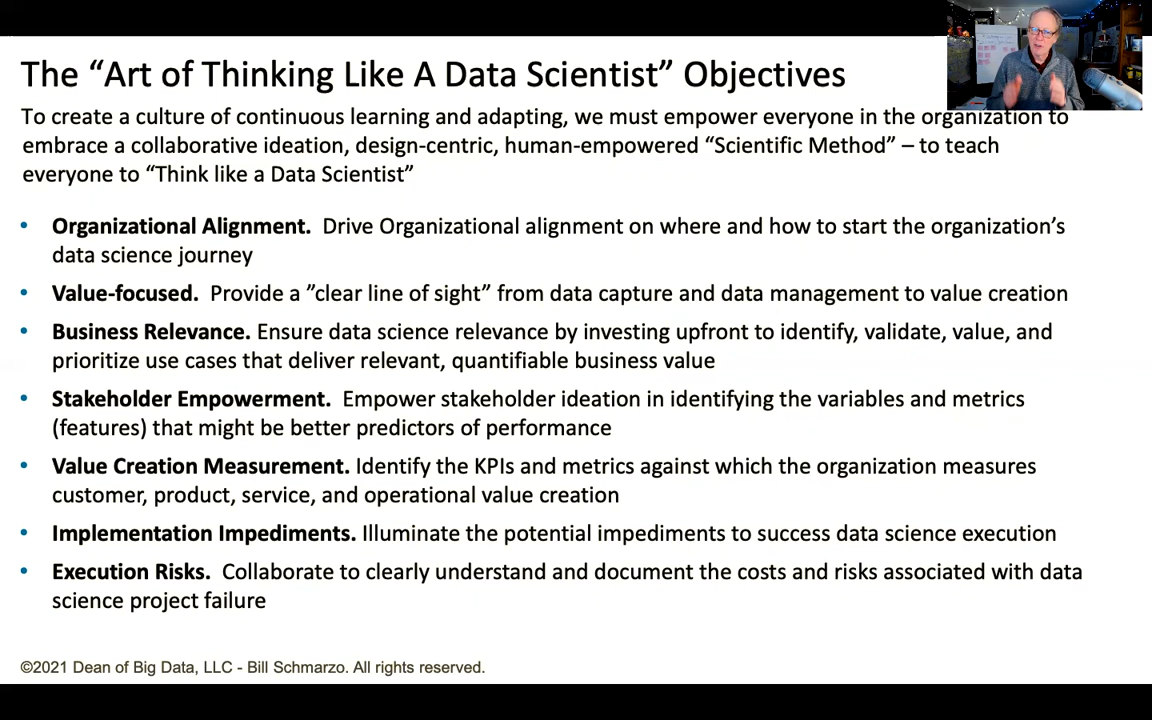 The “Art of Thinking Like A Data Scientist” Objectives
To create a culture of continuous learning and adapting, we must empower everyone in the organization to
embrace a collaborative ideation, design-centric, human-empowered “Scientific Method” – to teach
everyone to “Think like a Data Scientist”
• Organizational Alignment. Drive Organizational alignment on where and how to start the organization’s
data science journey
• Value-focused. Provide a ”clear line of sight” from data capture and data management to value creation
• Business Relevance. Ensure data science relevance by investing upfront to identify, validate, value, and
prioritize use cases that deliver relevant, quantifiable business value
• Stakeholder Empowerment. Empower stakeholder ideation in identifying the variables and metrics
(features) that might be better predictors of performance
• Value Creation Measurement. Identify the KPIs and metrics against which the organization measures
customer, product, service, and operational value creation
• Implementation Impediments. Illuminate the potential impediments to success data science execution
• Execution Risks. Collaborate to clearly understand and document the costs and risks associated with data
science project failure
©2021 Dean of Big Data, LLC - Bill Schmarzo. All rights reserved.